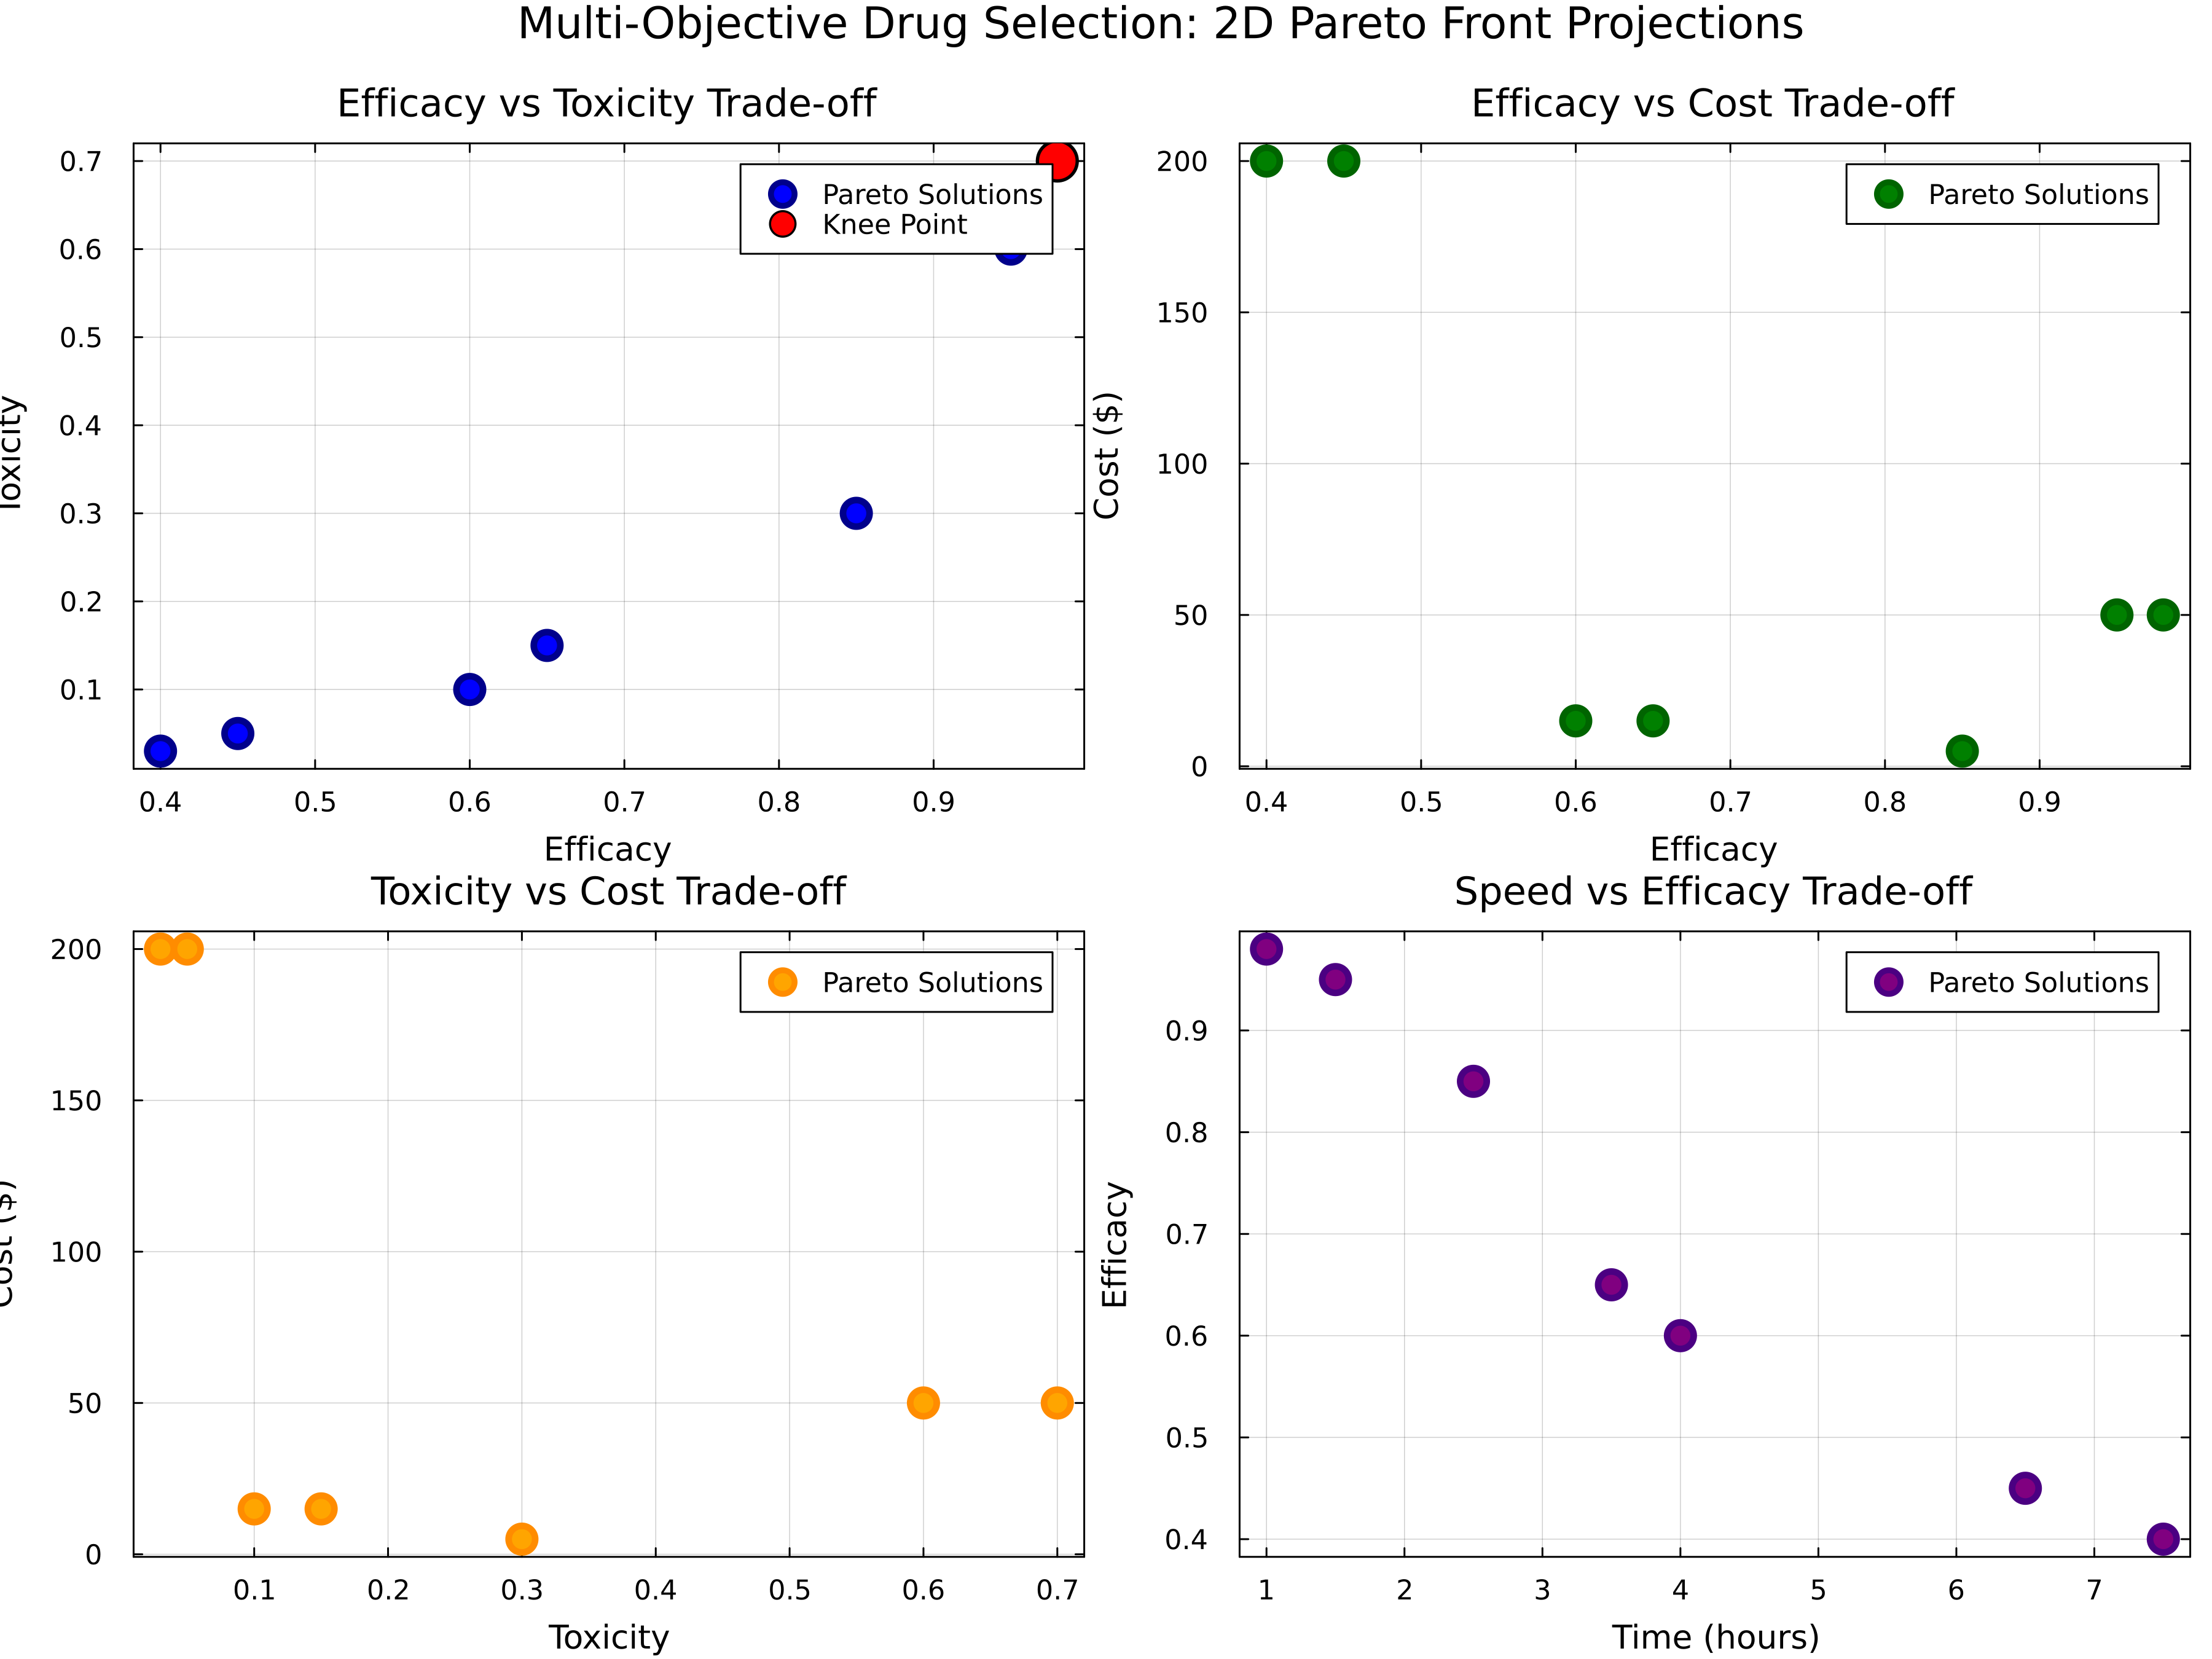 Multi-Objective Drug Selection: 2D Pareto Front Projections
Efficacy vs Toxicity Trade-off
0.7
0.6
0.5
0.4
0.3
0.2
0.1
Toxicity
Pareto Solutions
Knee Point
0.4 0.5 0.6 0.7 0.8 0.9
Efficacy
Efficacy vs Cost Trade-off
200
150
100
50
0
Cost ($)
Pareto Solutions
0.4 0.5 0.6 0.7 0.8 0.9
Efficacy
Toxicity vs Cost Trade-off
200
150
100
50
0
Cost ($)
Pareto Solutions
0.1 0.2 0.3 0.4 0.5 0.6 0.7
Toxicity
Speed vs Efficacy Trade-off
0.9
0.8
0.7
0.6
0.5
0.4
Efficacy
Pareto Solutions
1 2 3 4 5 6 7
Time (hours)